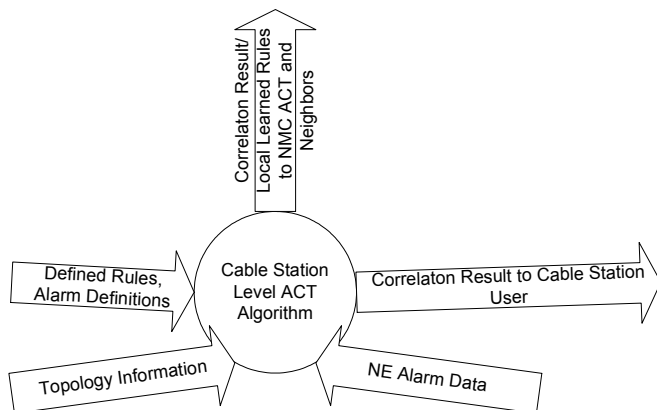 Correlaton Result/
Local Learned Rules
to NMC ACT and
Neighbors
Defined Rules,
Alarm Definitions
Cable Station
Level ACT
Algorithm
Correlaton Result to Cable Station
User
Topology Information
NE Alarm Data